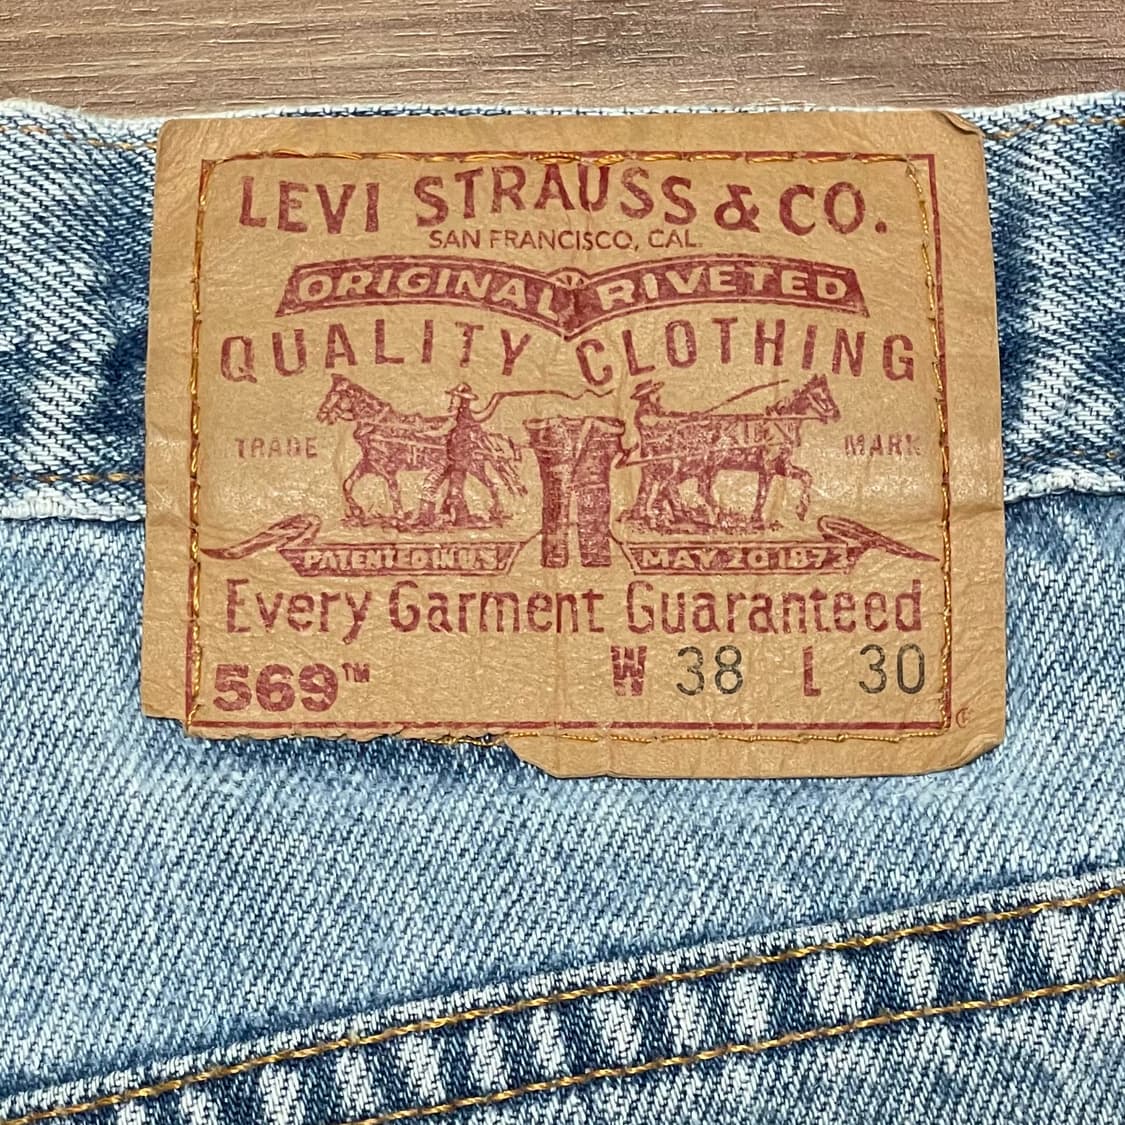 LEVI STRAUSS & CO.
SAN FRANCISCO, CAL.
ORIGINAL RIVETED
QUALITY CLOTHING
TRADE MARK
PATENTED IN U.S. MAY 20 1873
Every Garment Guaranteed
569™ W 38 L 30